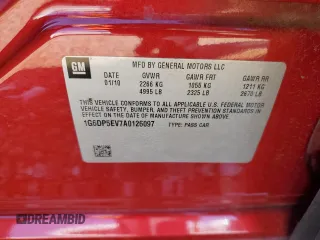 GM
MFD BY GENERAL MOTORS LLC
DATE GVWR GAWR FRT GAWR RR
01/10 2266 KG 1055 KG 1211 KG
4995 LB 2325 LB 2670 LB
THIS VEHICLE CONFORMS TO ALL APPLICABLE U.S. FEDERAL MOTOR
VEHICLE SAFETY, BUMPER, AND THEFT PREVENTION STANDARDS
IN EFFECT ON THE DATE OF MANUFACTURE SHOWN ABOVE.
1G6DP5EV7A0126097 TYPE: PASS CAR
DREAMBID